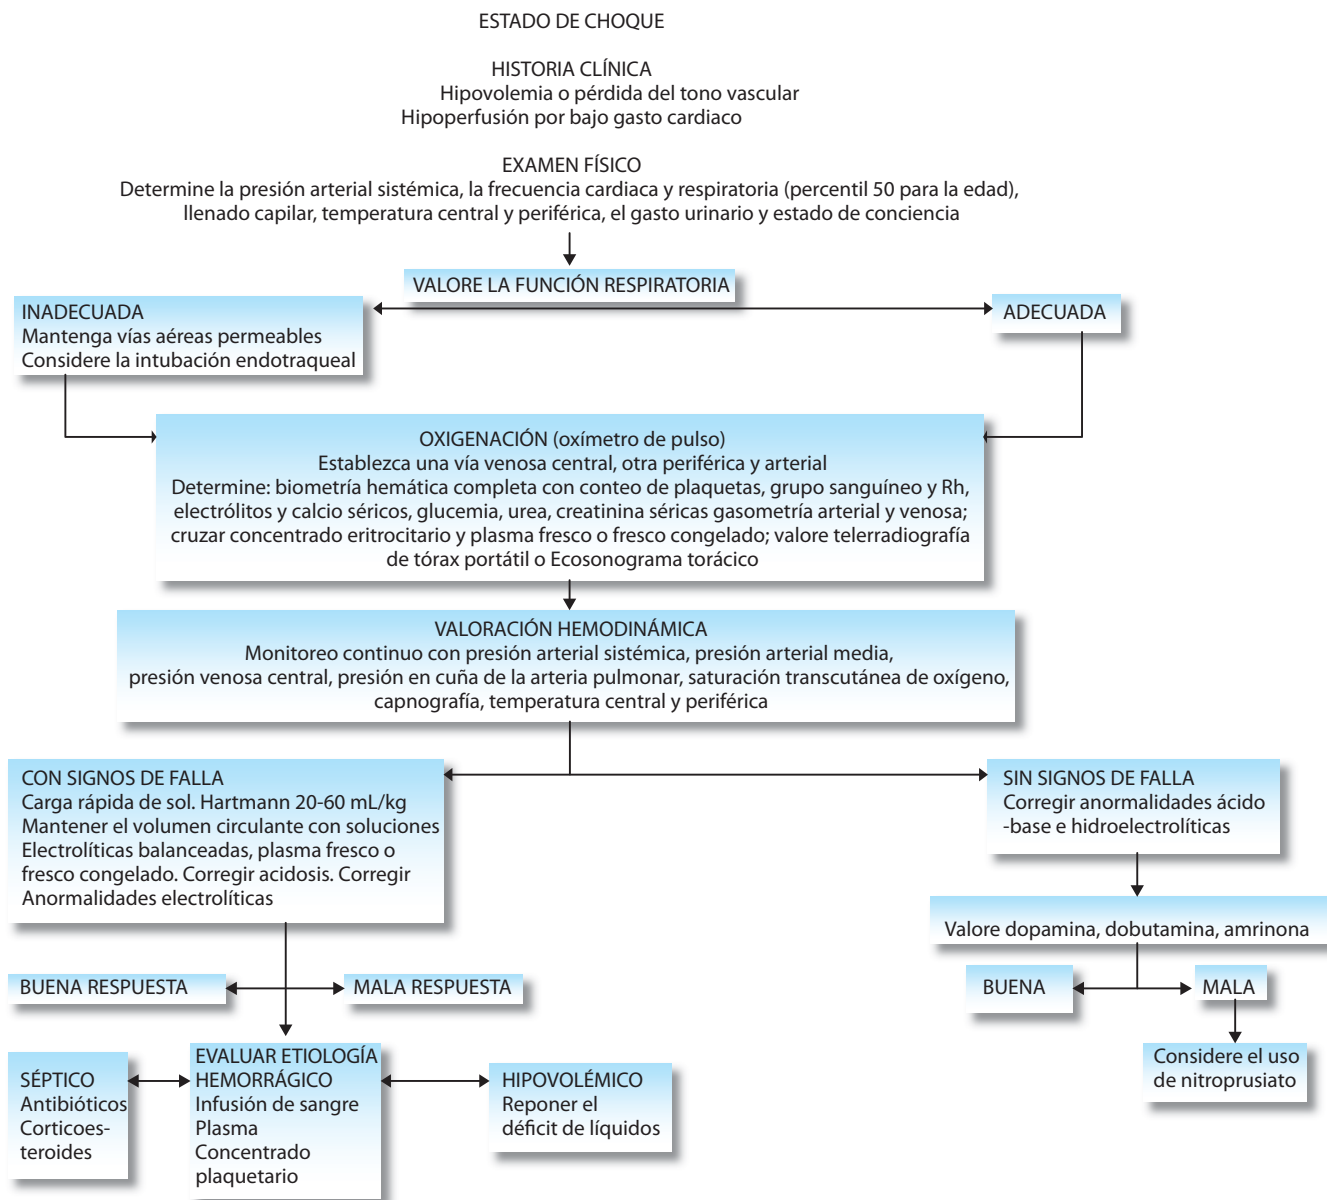 ESTADO DE CHOQUE
HISTORIA CLÍNICA
Hipovolemia o pérdida del tono vascular
Hipoperfusión por bajo gasto cardiaco
EXAMEN FÍSICO
Determine la presión arterial sistémica, la frecuencia cardiaca y respiratoria (percentil 50 para la edad),
llenado capilar, temperatura central y periférica, el gasto urinario y estado de conciencia
VALORE LA FUNCIÓN RESPIRATORIA
INADECUADA
Mantenga vías aéreas permeables
Considere la intubación endotraqueal
ADECUADA
OXIGENACIÓN (oxímetro de pulso)
Establezca una vía venosa central, otra periférica y arterial
Determine: biometría hemática completa con conteo de plaquetas, grupo sanguíneo y Rh,
electrólitos y calcio séricos, glucemia, urea, creatinina séricas gasometría arterial y venosa;
cruzar concentrado eritrocitario y plasma fresco o fresco congelado; valore telerradiografía
de tórax portátil o Ecosonograma torácico
VALORACIÓN HEMODINÁMICA
Monitoreo continuo con presión arterial sistémica, presión arterial media,
presión venosa central, presión en cuña de la arteria pulmonar, saturación transcutánea de oxígeno,
capnografía, temperatura central y periférica
CON SIGNOS DE FALLA
Carga rápida de sol. Hartmann 20-60 mL/kg
Mantener el volumen circulante con soluciones
Electrolíticas balanceadas, plasma fresco o
fresco congelado. Corregir acidosis. Corregir
Anormalidades electrolíticas
SIN SIGNOS DE FALLA
Corregir anormalidades ácido
-base e hidroelectrolíticas
Valore dopamina, dobutamina, amrinona
BUENA RESPUESTA
MALA RESPUESTA
BUENA
MALA
Considere el uso
de nitroprusiato
SÉPTICO
Antibióticos
Corticoes-
teroides
EVALUAR ETIOLOGÍA
HEMORRÁGICO
Infusión de sangre
Plasma
Concentrado
plaquetario
HIPOVOLÉMICO
Reponer el
déficit de líquidos